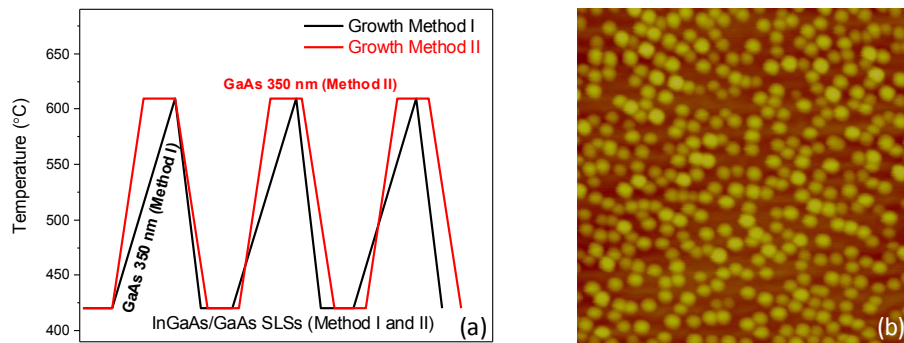 Growth Method I
Growth Method II
GaAs 350 nm (Method II)
GaAs 350 nm (Method I)
InGaAs/GaAs SLSs (Method I and II)
Temperature (°C)
650
600
550
500
450
400
(a)
(b)